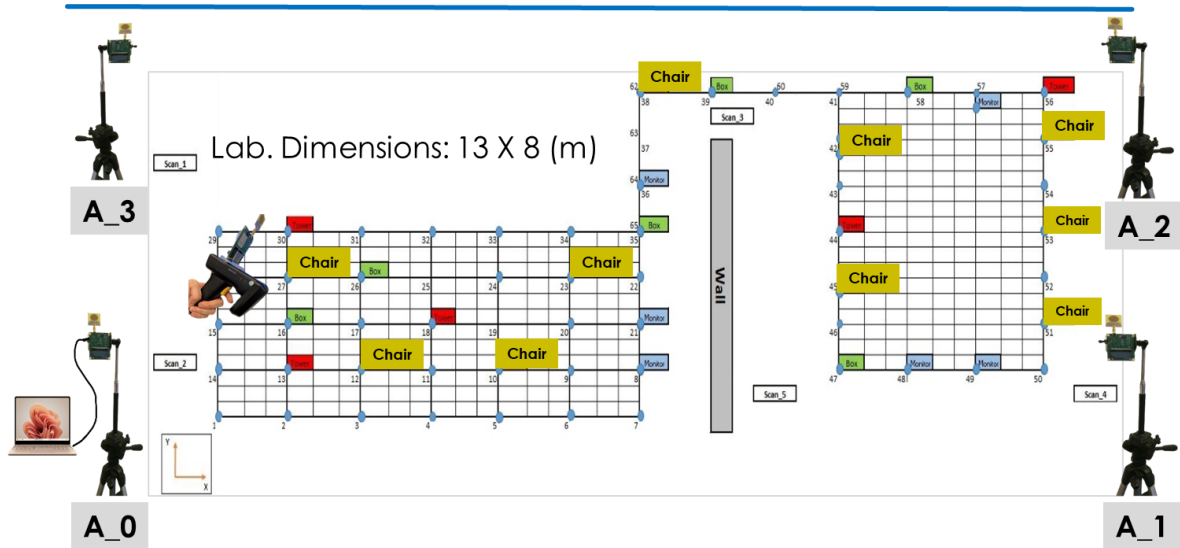 Chair
62 Box 60 59 Box 57 Tower
38 39 40 41 58 Monitor 56
Scan_3
63 Chair Chair
Lab. Dimensions: 13 X 8 (m)
37 42 55
Scan_1
64 Monitor
36 43 54
A_3 A_2
Tower 65 Box Tower Chair
29 30 31 32 33 34 35 44 53
Chair Box Chair Chair
27 26 25 24 23 22 45 52
Wall
Box Tower Monitor Chair
15 16 17 18 19 20 21 46 51
Scan_2 Tower Chair Chair Monitor Box Monitor Monitor
14 13 12 11 10 9 8 47 48 49 50
Scan_5 Scan_4
1 2 3 4 5 6 7
Y
X
A_0 A_1